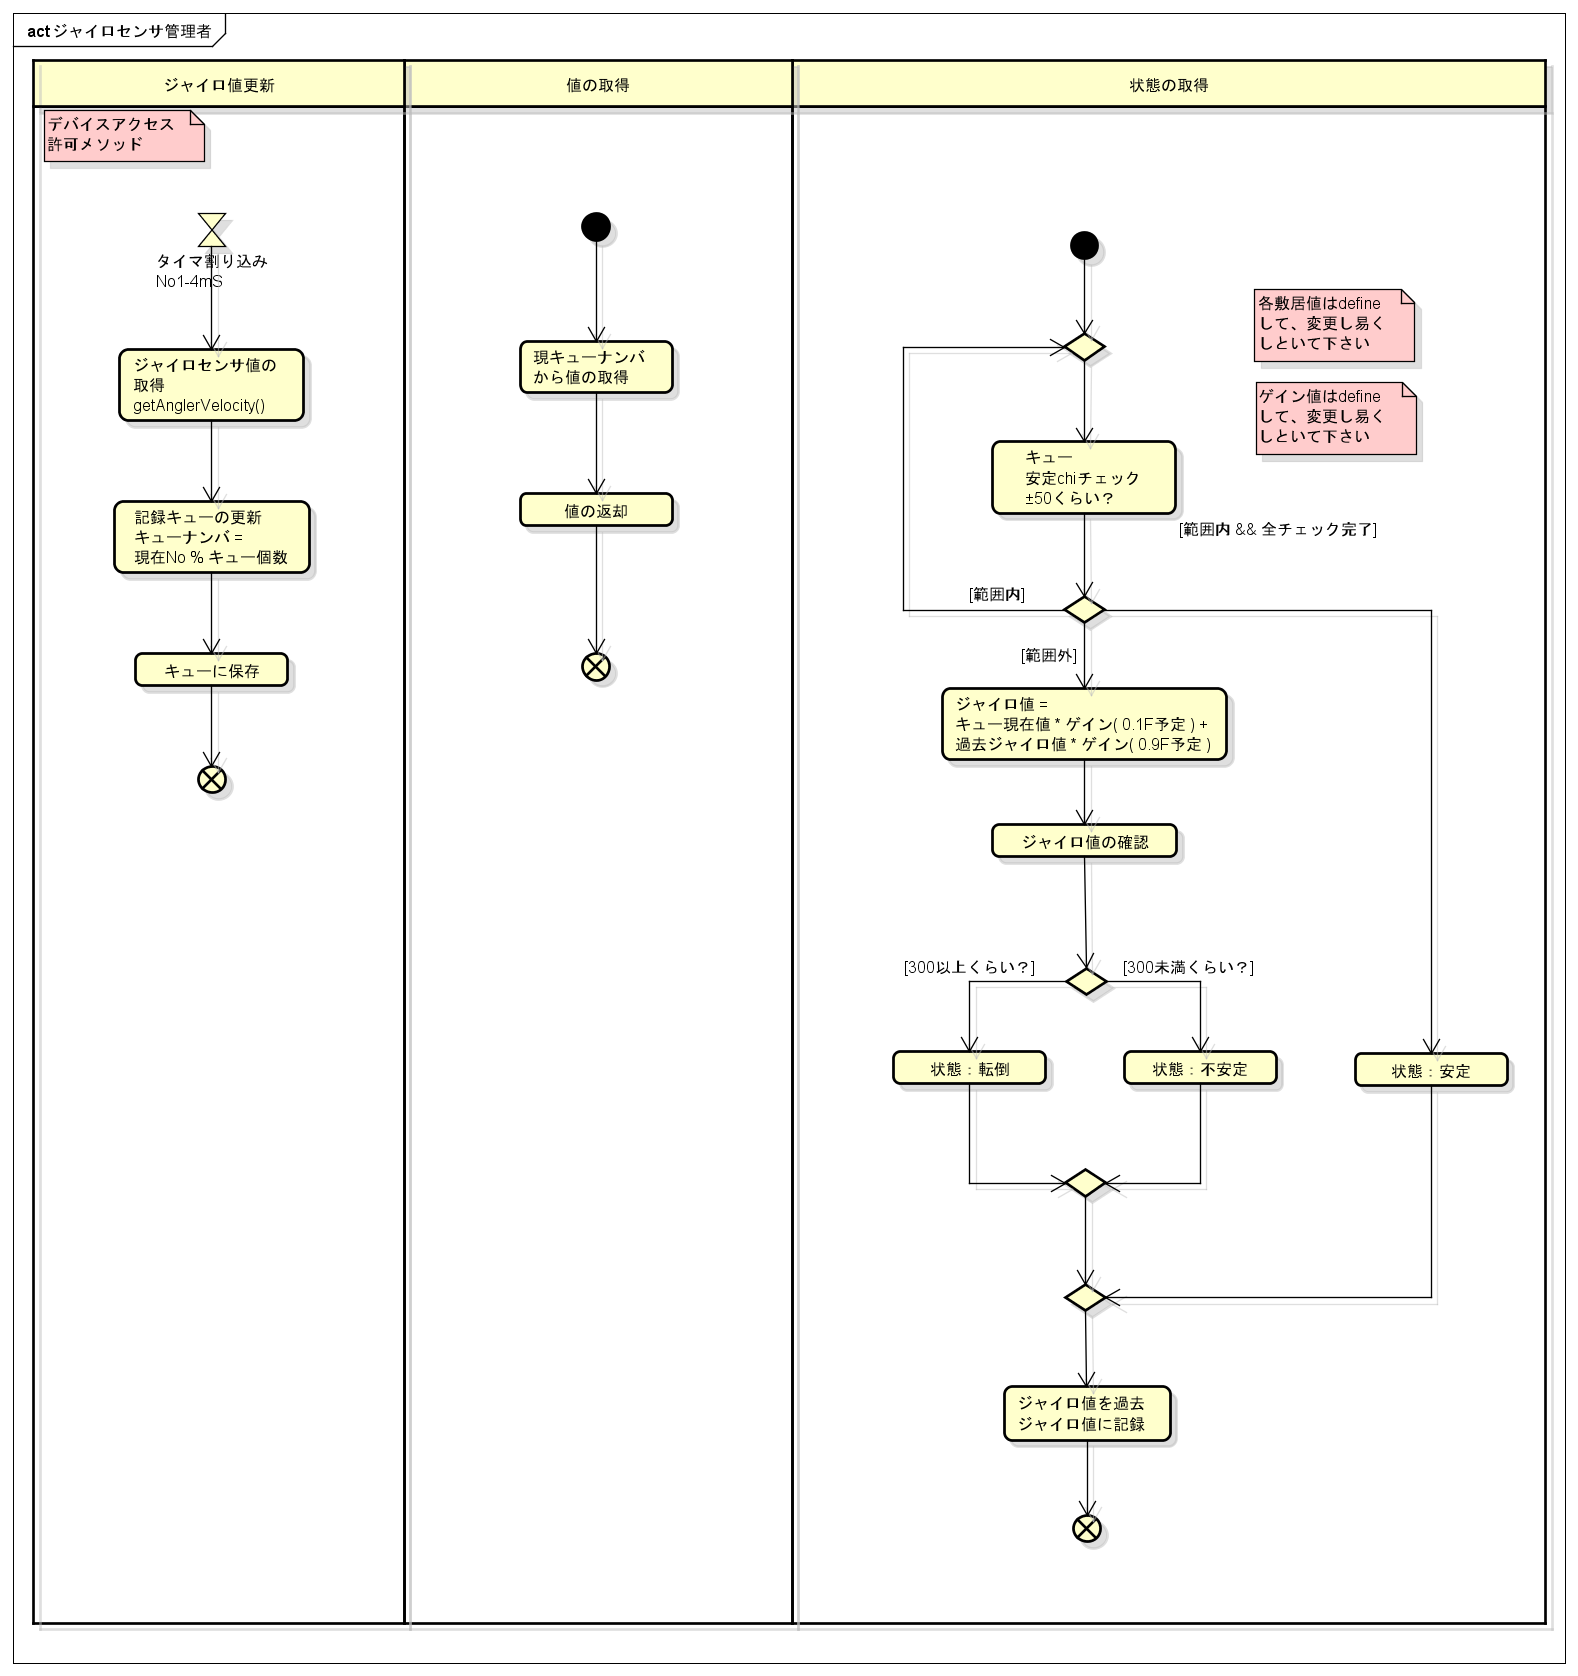 act ジャイロセンサ管理者
ジャイロ値更新
値の取得
状態の取得
デバイスアクセス
許可メソッド
タイマ割り込み
No1-4mS
ジャイロセンサ値の
取得
getAnglerVelocity()
記録キューの更新
キューナンバ =
現在No % キュー個数
キューに保存
現キューナンバ
から値の取得
値の返却
各敷居値はdefine
して、変更し易く
しといて下さい
ゲイン値はdefine
して、変更し易く
しといて下さい
キュー
安定chiチェック
±50くらい？
[範囲内 && 全チェック完了]
[範囲内]
[範囲外]
ジャイロ値 =
キュー現在値 * ゲイン( 0.1F予定 ) +
過去ジャイロ値 * ゲイン( 0.9F予定 )
ジャイロ値の確認
[300以上くらい？]
[300未満くらい？]
状態：転倒
状態：不安定
状態：安定
ジャイロ値を過去
ジャイロ値に記録